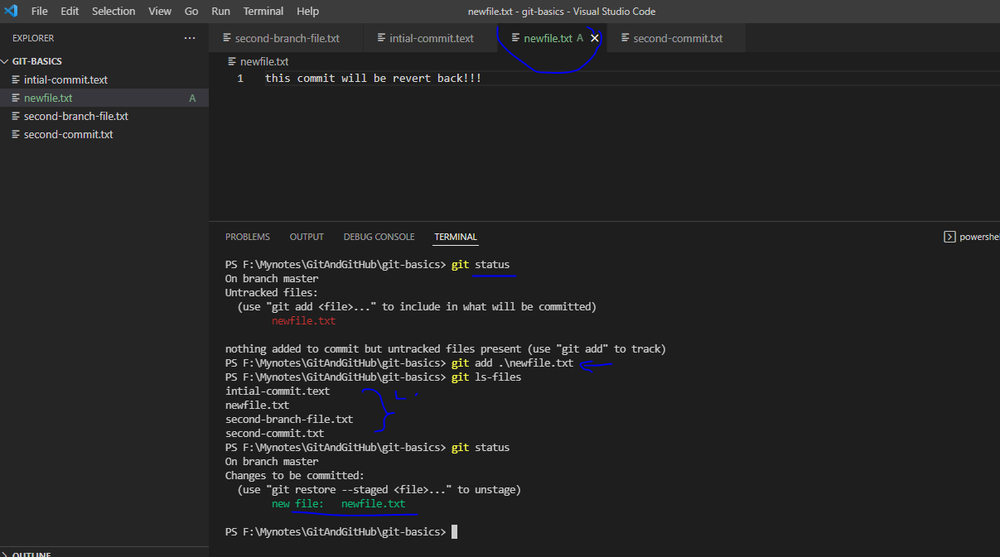 File Edit Selection View Go Run Terminal Help
newfile.txt - git-basics - Visual Studio Code
EXPLORER
GIT-BASICS
intial-commit.text
newfile.txt A
second-branch-file.txt
second-commit.txt
OUTLINE
second-branch-file.txt intial-commit.text newfile.txt A second-commit.txt
newfile.txt
1 this commit will be revert back!!!
PROBLEMS OUTPUT DEBUG CONSOLE TERMINAL powershel
PS F:\Mynotes\GitAndGitHub\git-basics> git status
On branch master
Untracked files:
(use "git add <file>..." to include in what will be committed)
newfile.txt
nothing added to commit but untracked files present (use "git add" to track)
PS F:\Mynotes\GitAndGitHub\git-basics> git add .\newfile.txt
PS F:\Mynotes\GitAndGitHub\git-basics> git ls-files
intial-commit.text
newfile.txt
second-branch-file.txt
second-commit.txt
PS F:\Mynotes\GitAndGitHub\git-basics> git status
On branch master
Changes to be committed:
(use "git restore --staged <file>..." to unstage)
new file: newfile.txt
PS F:\Mynotes\GitAndGitHub\git-basics>